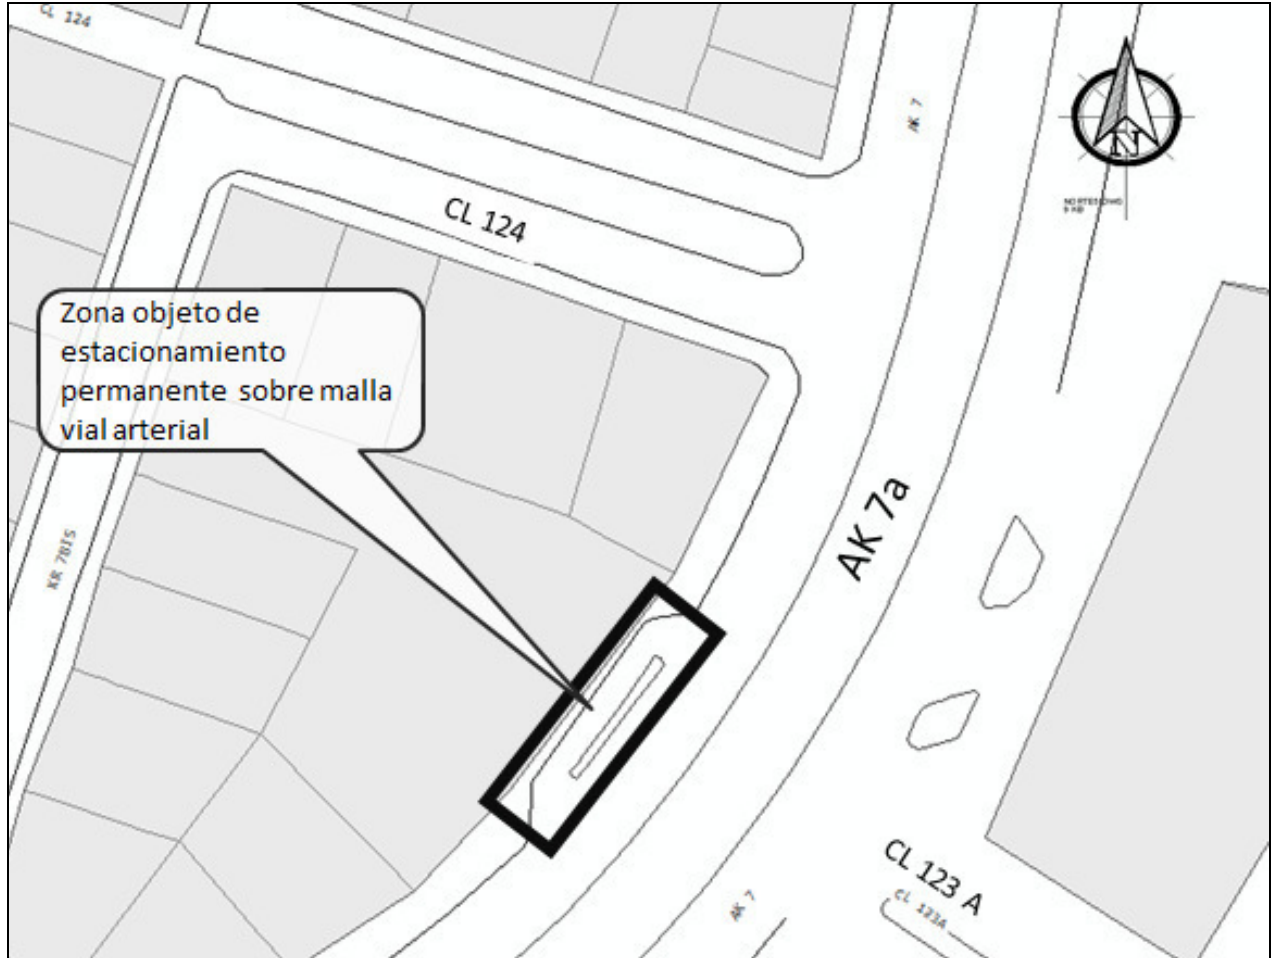 CL 124
AK 7
N
CL 124
Zona objeto de
estacionamiento
permanente sobre malla
vial arterial
AK 7a
KR 7BIS
CL 123 A
CL 123A
AK 7